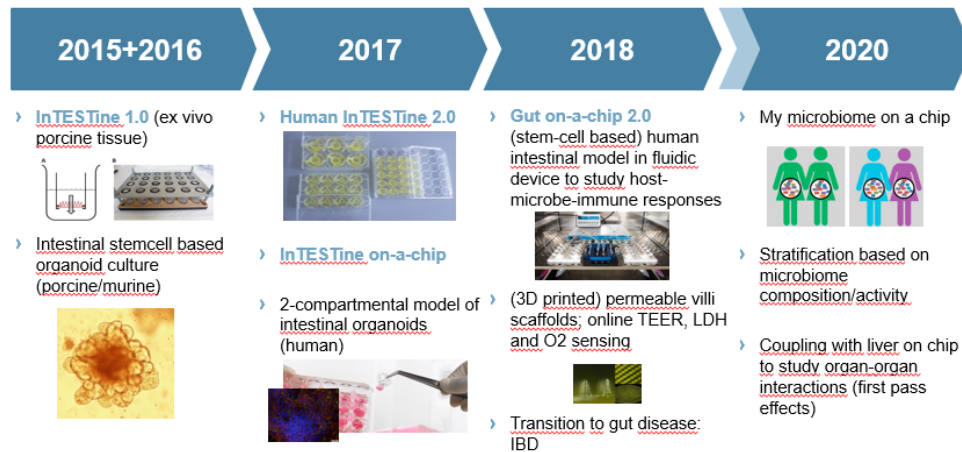 2015+2016
2017
2018
2020
InTESTine 1.0 (ex vivo
porcine tissue)
A
B
Intestinal stemcell based
organoid culture
(porcine/murine)
Human InTESTine 2.0
InTESTine on-a-chip
2-compartmental model of
intestinal organoids
(human)
Gut on-a-chip 2.0
(stem-cell based) human
intestinal model in fluidic
device to study host-
microbe-immune responses
(3D printed) permeable villi
scaffolds; online TEER, LDH
and O2 sensing
Transition to gut disease:
IBD
My microbiome on a chip
Stratification based on
microbiome
composition/activity
Coupling with liver on chip
to study organ-organ
interactions (first pass
effects)